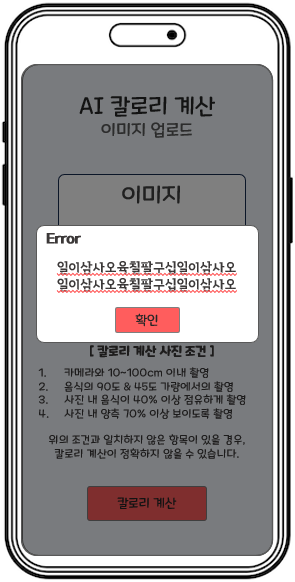 AI 칼로리 계산
이미지 업로드
이미지
Error
일이삼사오육칠팔구십일이삼사오
일이삼사오육칠팔구십일이삼사오
확인
[ 칼로리 계산 사진 조건 ]
1. 카메라와 10~100cm 이내 촬영
2. 음식의 90도 & 45도 가량에서의 촬영
3. 사진 내 음식이 40% 이상 점유하게 촬영
4. 사진 내 양측 70% 이상 보이도록 촬영
위의 조건과 일치하지 않은 항목이 있을 경우,
칼로리 계산이 정확하지 않을 수 있습니다.
칼로리 계산